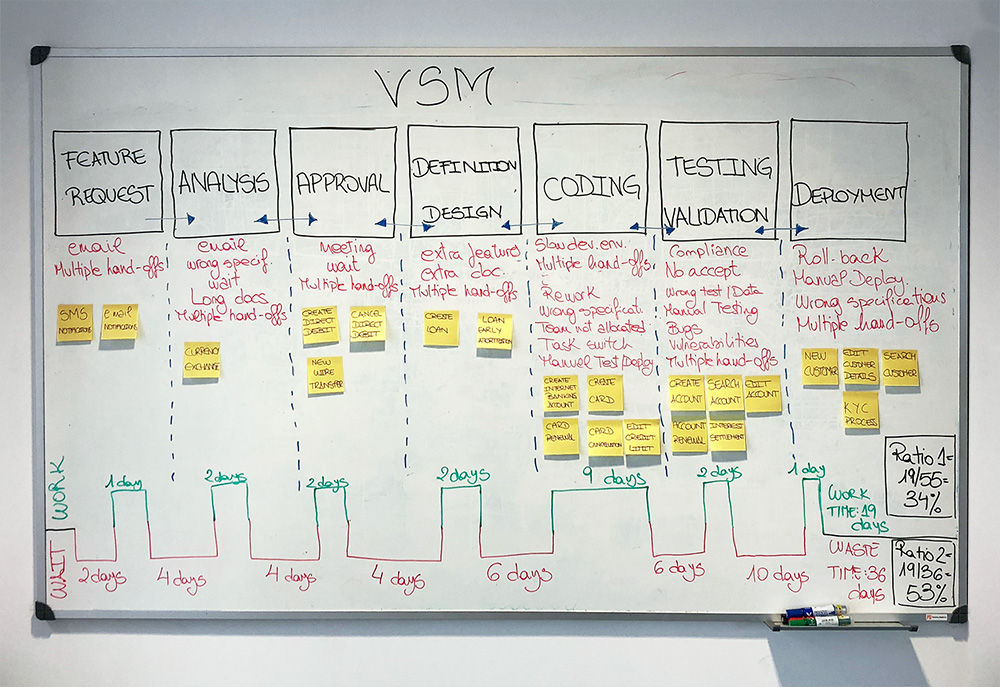 VSM
FEATURE
REQUEST
ANALYSIS
APPROVAL
DEFINITION
DESIGN
CODING
TESTING
VALIDATION
DEPLOYMENT
email
Multiple hand-offs
SMS
NOTIFICATIONS
email
NOTIFICATIONS
email
wrong specif.
wait
Long docs
Multiple hand-offs
CURRENCY
EXCHANGE
Meeting
wait
Multiple hand-offs
CREATE
DIRECT
DEBIT
CANCEL
DIRECT
DEBIT
NEW
WIRE
TRANSFER
extra features
extra doc.
Multiple hand-offs
CREATE
LOAN
LOAN
EARLY
AMORTISATION
Slow dev. env.
Multiple hand-offs
Rework
Wrong specificati.
Team not allocated
Task switch
Manual Test/Deploy
CREATE
INTERNET
BANKING
ACCOUNT
CREATE
CARD
CARD
RENEWAL
CARD
CANCELLATION
EDIT
CREDIT
LIMIT
Compliance
No accept
Wrong test/Data
Manual Testing
Bugs
Vulnerabilities
Multiple hand-offs
CREATE
ACCOUNT
SEARCH
ACCOUNT
EDIT
ACCOUNT
ACCOUNT
RENEWAL
INTEREST
SETTLEMENT
Roll-back
Manual Deploy.
Wrong specifications
Multiple hand-offs
NEW
CUSTOMER
EDIT
CUSTOMER
DETAILS
SEARCH
CUSTOMER
KYC
PROCESS
WORK
1 day
2 days
2 days
2 days
9 days
2 days
1 day
WORK
TIME: 19
days
WAIT
2 days
4 days
4 days
4 days
6 days
6 days
10 days
WASTE
TIME: 36
days
Ratio 1=
19/55=
34%
Ratio 2=
19/36=
53%